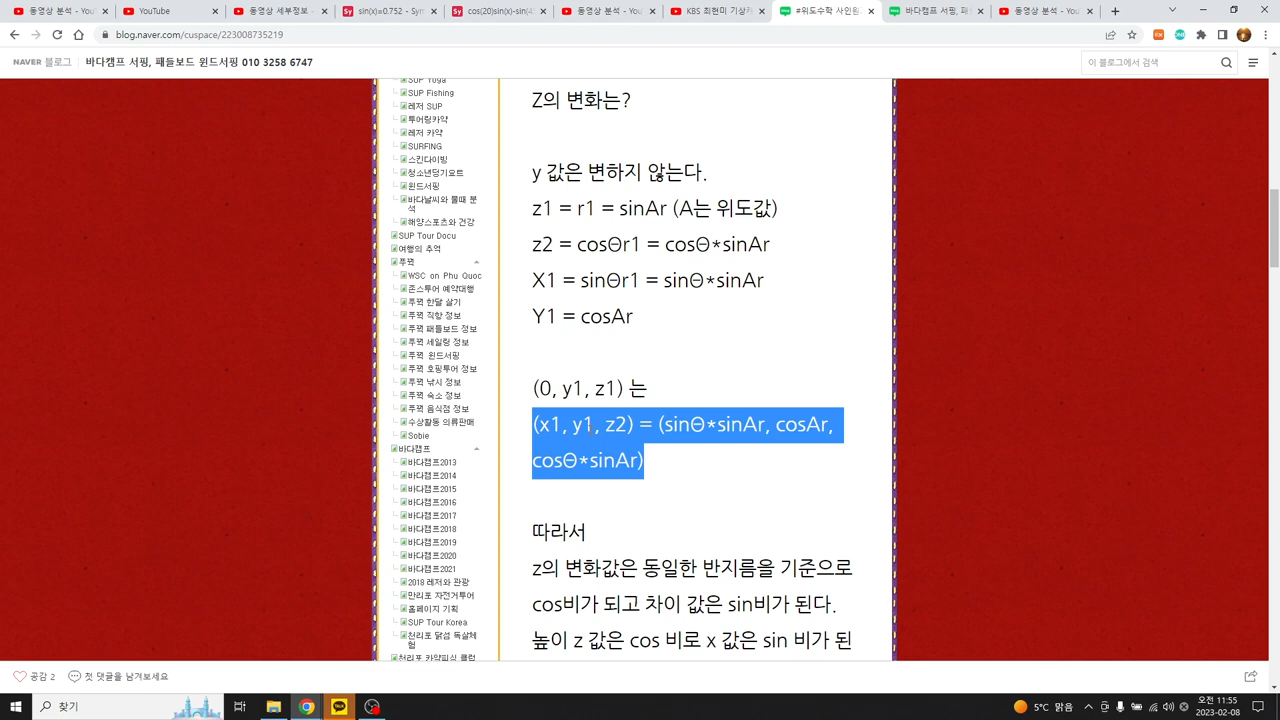 동영상 분석 - You
YouTube
동영상 세부정보 -
sin(x)=0.752 - Sym
cos(20)sin(x)-sin(4
동영상 분석 - You
KBS 최현미 기상캐
#위도수학 사인원
바다캠프 서핑, 패
동영상 분석 - You
blog.naver.com/cuspace/223008735219
NAVER 블로그 바다캠프 서핑, 패들보드 윈드서핑 010 3258 6747
이 블로그에서 검색
SUP Yoga
SUP Fishing
레저 SUP
투어링카약
레저 카약
SURFING
스킨다이빙
청소년딩기요트
윈드서핑
바다날씨와 물때 분
석
해양스포츠와 건강
SUP Tour Docu
여행의 추억
푸꿕
WSC on Phu Quoc
존스투어 예약대행
푸꿕 한달 살기
푸꿕 직항 정보
푸꿕 패들보드 정보
푸꿕 세일링 정보
푸꿕 윈드서핑
푸꿕 호핑투어 정보
푸꿕 낚시 정보
푸꿕 숙소 정보
푸꿕 음식점 정보
수상활동 의류판매
Sobie
바다캠프
바다캠프2013
바다캠프2014
바다캠프2015
바다캠프2016
바다캠프2017
바다캠프2018
바다캠프2019
바다캠프2020
바다캠프2021
2018 레저와 관광
만리포 자전거투어
홈페이지 기획
SUP Tour Korea
천리포 닭섬 독살체
험
천리포 카약피싱 클럽
Z의 변화는?
y 값은 변하지 않는다.
z1 = r1 = sinAr (A는 위도값)
z2 = cosΘr1 = cosΘ*sinAr
X1 = sinΘr1 = sinΘ*sinAr
Y1 = cosAr
(0, y1, z1) 는
(x1, y1, z2) = (sinΘ*sinAr, cosAr,
cosΘ*sinAr)
따라서
z의 변화값은 동일한 반지름을 기준으로
cos비가 되고 차이 값은 sin비가 된다.
높이 z 값은 cos 비로 x 값은 sin 비가 된
공감 2 첫 댓글을 남겨보세요
찾기
5°C 맑음
오전 11:55
2023-02-08